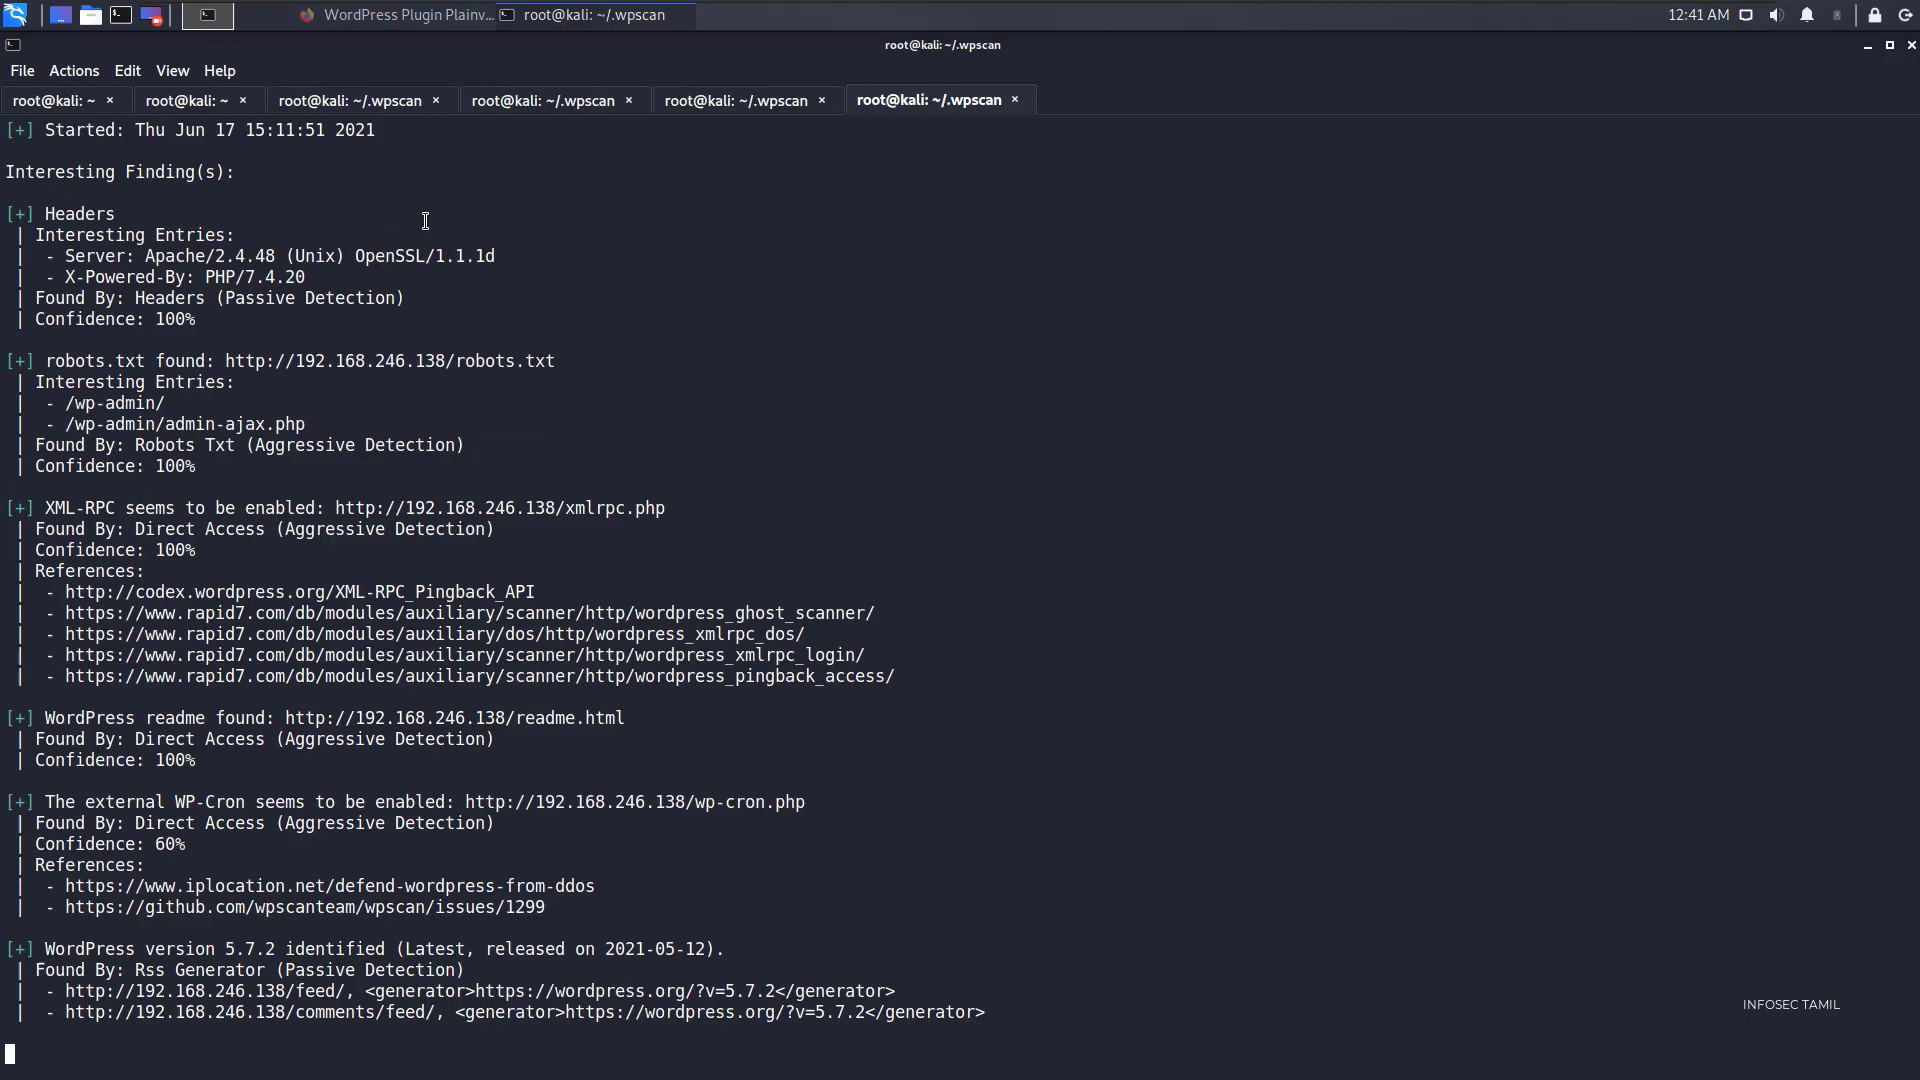 WordPress Plugin Plainv...
root@kali: ~/.wpscan
12:41 AM
root@kali: ~/.wpscan
File Actions Edit View Help
root@kali: ~ × root@kali: ~ × root@kali: ~/.wpscan × root@kali: ~/.wpscan × root@kali: ~/.wpscan × root@kali: ~/.wpscan ×
[+] Started: Thu Jun 17 15:11:51 2021
Interesting Finding(s):
[+] Headers
| Interesting Entries:
|  - Server: Apache/2.4.48 (Unix) OpenSSL/1.1.1d
|  - X-Powered-By: PHP/7.4.20
| Found By: Headers (Passive Detection)
| Confidence: 100%
[+] robots.txt found: http://192.168.246.138/robots.txt
| Interesting Entries:
|  - /wp-admin/
|  - /wp-admin/admin-ajax.php
| Found By: Robots Txt (Aggressive Detection)
| Confidence: 100%
[+] XML-RPC seems to be enabled: http://192.168.246.138/xmlrpc.php
| Found By: Direct Access (Aggressive Detection)
| Confidence: 100%
| References:
|  - http://codex.wordpress.org/XML-RPC_Pingback_API
|  - https://www.rapid7.com/db/modules/auxiliary/scanner/http/wordpress_ghost_scanner/
|  - https://www.rapid7.com/db/modules/auxiliary/dos/http/wordpress_xmlrpc_dos/
|  - https://www.rapid7.com/db/modules/auxiliary/scanner/http/wordpress_xmlrpc_login/
|  - https://www.rapid7.com/db/modules/auxiliary/scanner/http/wordpress_pingback_access/
[+] WordPress readme found: http://192.168.246.138/readme.html
| Found By: Direct Access (Aggressive Detection)
| Confidence: 100%
[+] The external WP-Cron seems to be enabled: http://192.168.246.138/wp-cron.php
| Found By: Direct Access (Aggressive Detection)
| Confidence: 60%
| References:
|  - https://www.iplocation.net/defend-wordpress-from-ddos
|  - https://github.com/wpscanteam/wpscan/issues/1299
[+] WordPress version 5.7.2 identified (Latest, released on 2021-05-12).
| Found By: Rss Generator (Passive Detection)
|  - http://192.168.246.138/feed/, <generator>https://wordpress.org/?v=5.7.2</generator>
|  - http://192.168.246.138/comments/feed/, <generator>https://wordpress.org/?v=5.7.2</generator>
INFOSEC TAMIL